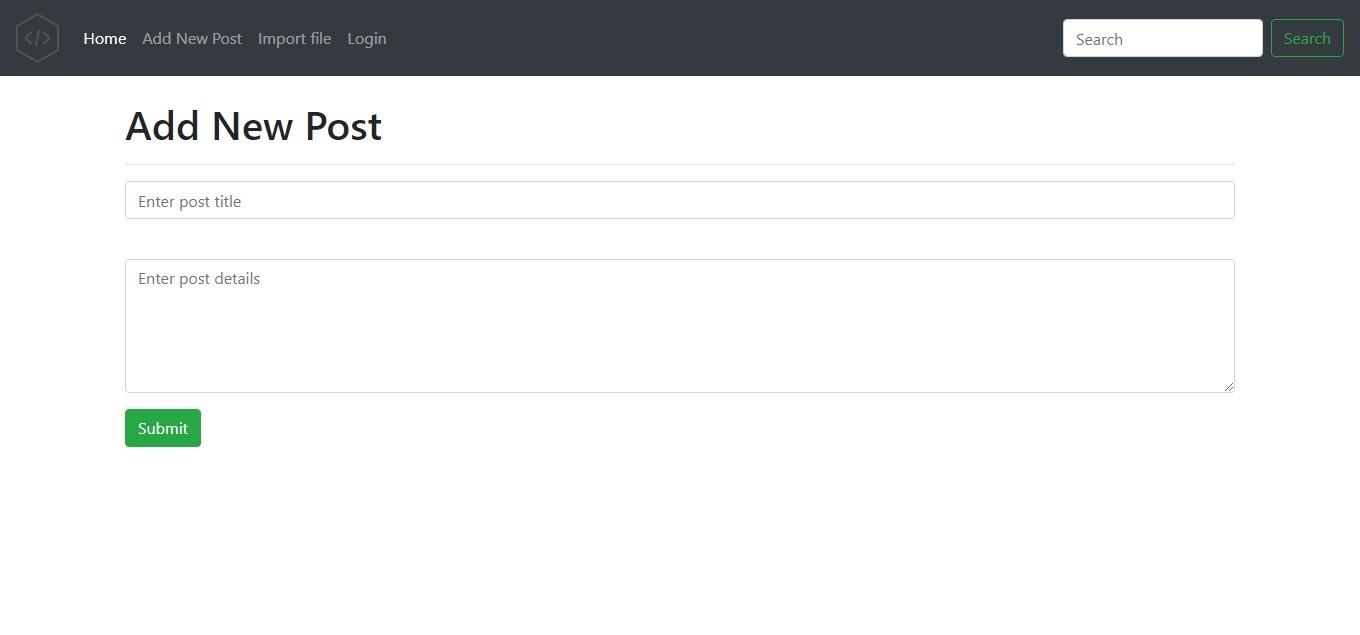 </> Home Add New Post Import file Login Search Search
Add New Post
Enter post title
Enter post details
Submit